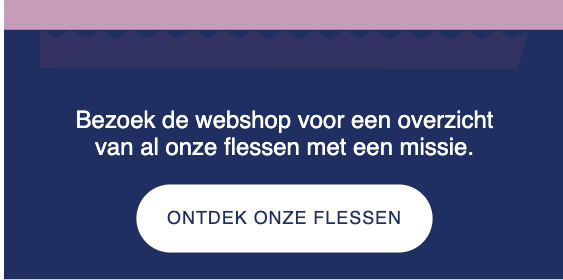 Bezoek de webshop voor een overzicht
van al onze flessen met een missie.
ONTDEK ONZE FLESSEN